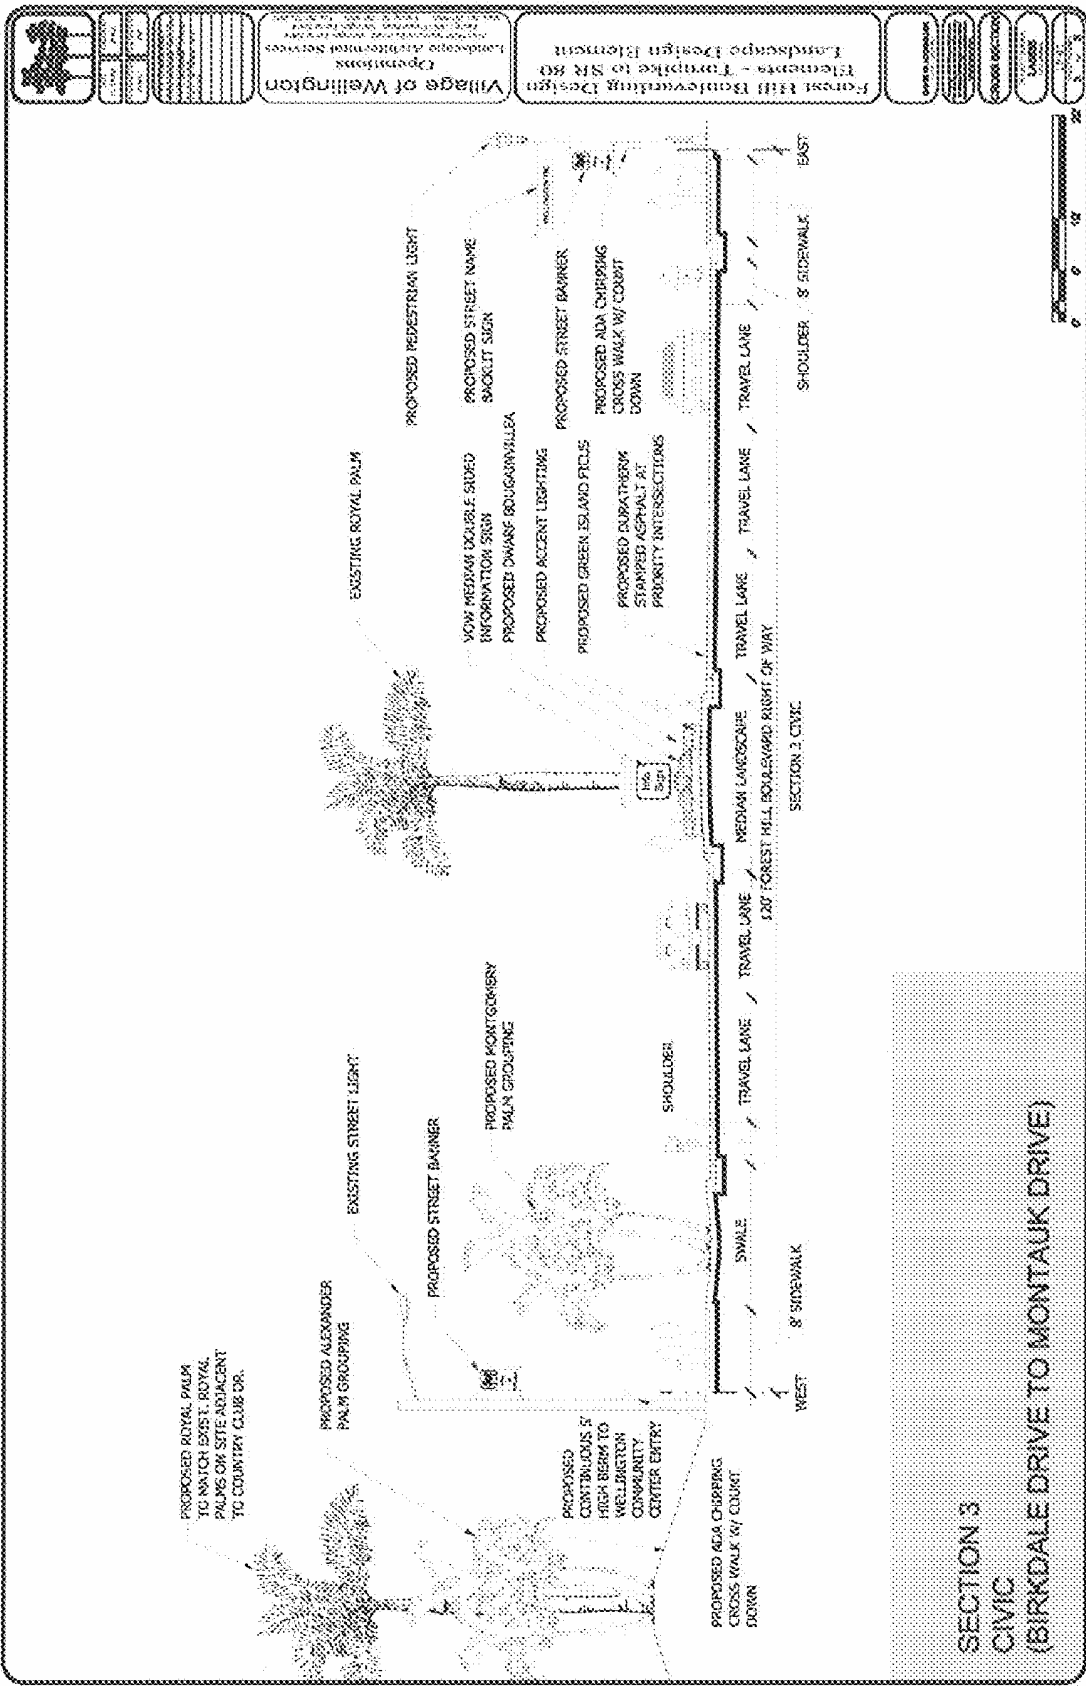 PROPOSED ROYAL PALM
TO MATCH EXIST. ROYAL
PALMS ON SITE ADJACENT
TO COUNTRY CLUB DR.
PROPOSED ALEXANDER
PALM GROUPING
EXISTING STREET LIGHT
PROPOSED STREET BANNER
PROPOSED MONTGOMERY
PALM GROUPING
EXISTING ROYAL PALM
VOW MEDIAN DOUBLE SIDED
INFORMATION SIGN
PROPOSED DWARF BOUGAINVILLEA
PROPOSED ACCENT LIGHTING
PROPOSED GREEN ISLAND FICUS
PROPOSED DURATHERM
STAMPED ASPHALT AT
PRIORITY INTERSECTIONS
PROPOSED PEDESTRIAN LIGHT
PROPOSED STREET NAME
BACKLIT SIGN
PROPOSED STREET BANNER
PROPOSED ADA CHIRPING
CROSS WALK W/ COUNT
DOWN
PROPOSED
CONTINUOUS 5'
HIGH BERM TO
WELLINGTON
COMMUNITY
CENTER ENTRY
PROPOSED ADA CHIRPING
CROSS WALK W/ COUNT
DOWN
Info
Sign
SHOULDER
SWALE
TRAVEL LANE
TRAVEL LANE
MEDIAN LANDSCAPE
TRAVEL LANE
TRAVEL LANE
TRAVEL LANE
120' FOREST HILL BOULEVARD RIGHT OF WAY
WEST
8' SIDEWALK
SECTION 3 CIVIC
SHOULDER
8' SIDEWALK
EAST
SECTION 3
CIVIC
(BIRKDALE DRIVE TO MONTAUK DRIVE)
Village of Wellington
Operations
Landscape Architectural Services
Forest Hill Boulevarding Design
Elements - Turnpike to SR 80
Landscape Design Element